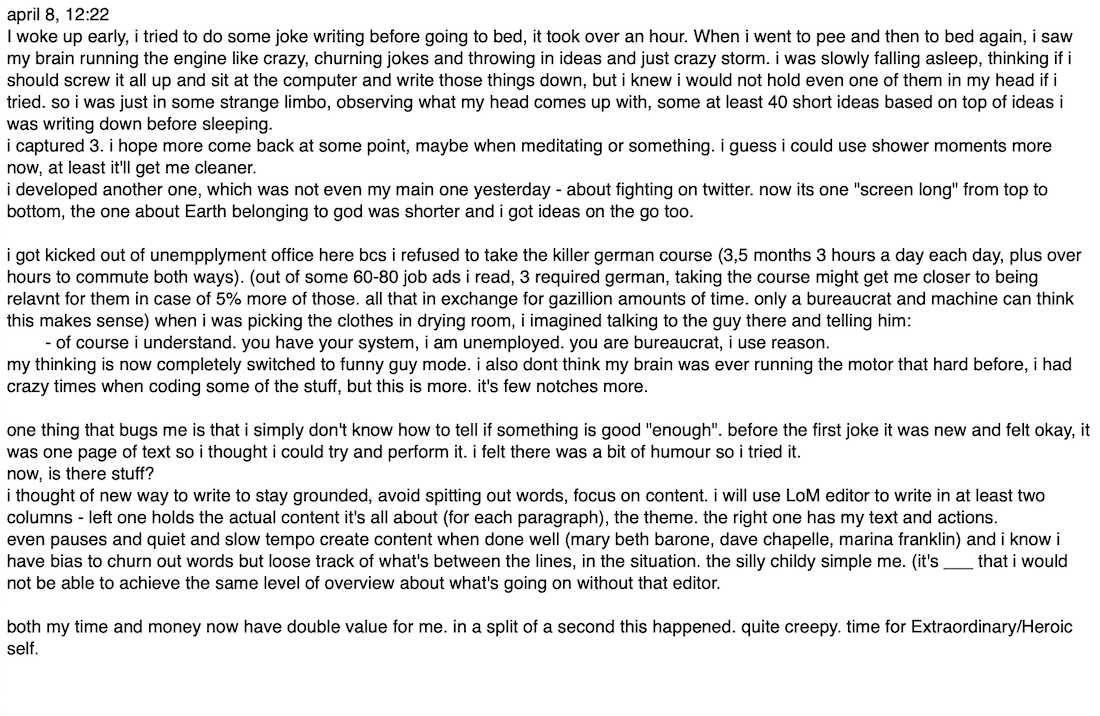 april 8, 12:22
I woke up early, i tried to do some joke writing before going to bed, it took over an hour. When i went to pee and then to bed again, i saw
my brain running the engine like crazy, churning jokes and throwing in ideas and just crazy storm. i was slowly falling asleep, thinking if i
should screw it all up and sit at the computer and write those things down, but i knew i would not hold even one of them in my head if i
tried. so i was just in some strange limbo, observing what my head comes up with, some at least 40 short ideas based on top of ideas i
was writing down before sleeping.
i captured 3. i hope more come back at some point, maybe when meditating or something. i guess i could use shower moments more
now, at least it'll get me cleaner.
i developed another one, which was not even my main one yesterday - about fighting on twitter. now its one "screen long" from top to
bottom, the one about Earth belonging to god was shorter and i got ideas on the go too.
i got kicked out of unempplyment office here bcs i refused to take the killer german course (3,5 months 3 hours a day each day, plus over
hours to commute both ways). (out of some 60-80 job ads i read, 3 required german, taking the course might get me closer to being
relavnt for them in case of 5% more of those. all that in exchange for gazillion amounts of time. only a bureaucrat and machine can think
this makes sense) when i was picking the clothes in drying room, i imagined talking to the guy there and telling him:
- of course i understand. you have your system, i am unemployed. you are bureaucrat, i use reason.
my thinking is now completely switched to funny guy mode. i also dont think my brain was ever running the motor that hard before, i had
crazy times when coding some of the stuff, but this is more. it's few notches more.
one thing that bugs me is that i simply don't know how to tell if something is good "enough". before the first joke it was new and felt okay, it
was one page of text so i thought i could try and perform it. i felt there was a bit of humour so i tried it.
now, is there stuff?
i thought of new way to write to stay grounded, avoid spitting out words, focus on content. i will use LoM editor to write in at least two
columns - left one holds the actual content it's all about (for each paragraph), the theme. the right one has my text and actions.
even pauses and quiet and slow tempo create content when done well (mary beth barone, dave chapelle, marina franklin) and i know i
have bias to churn out words but loose track of what's between the lines, in the situation. the silly childy simple me. (it's ___ that i would
not be able to achieve the same level of overview about what's going on without that editor.
both my time and money now have double value for me. in a split of a second this happened. quite creepy. time for Extraordinary/Heroic
self.